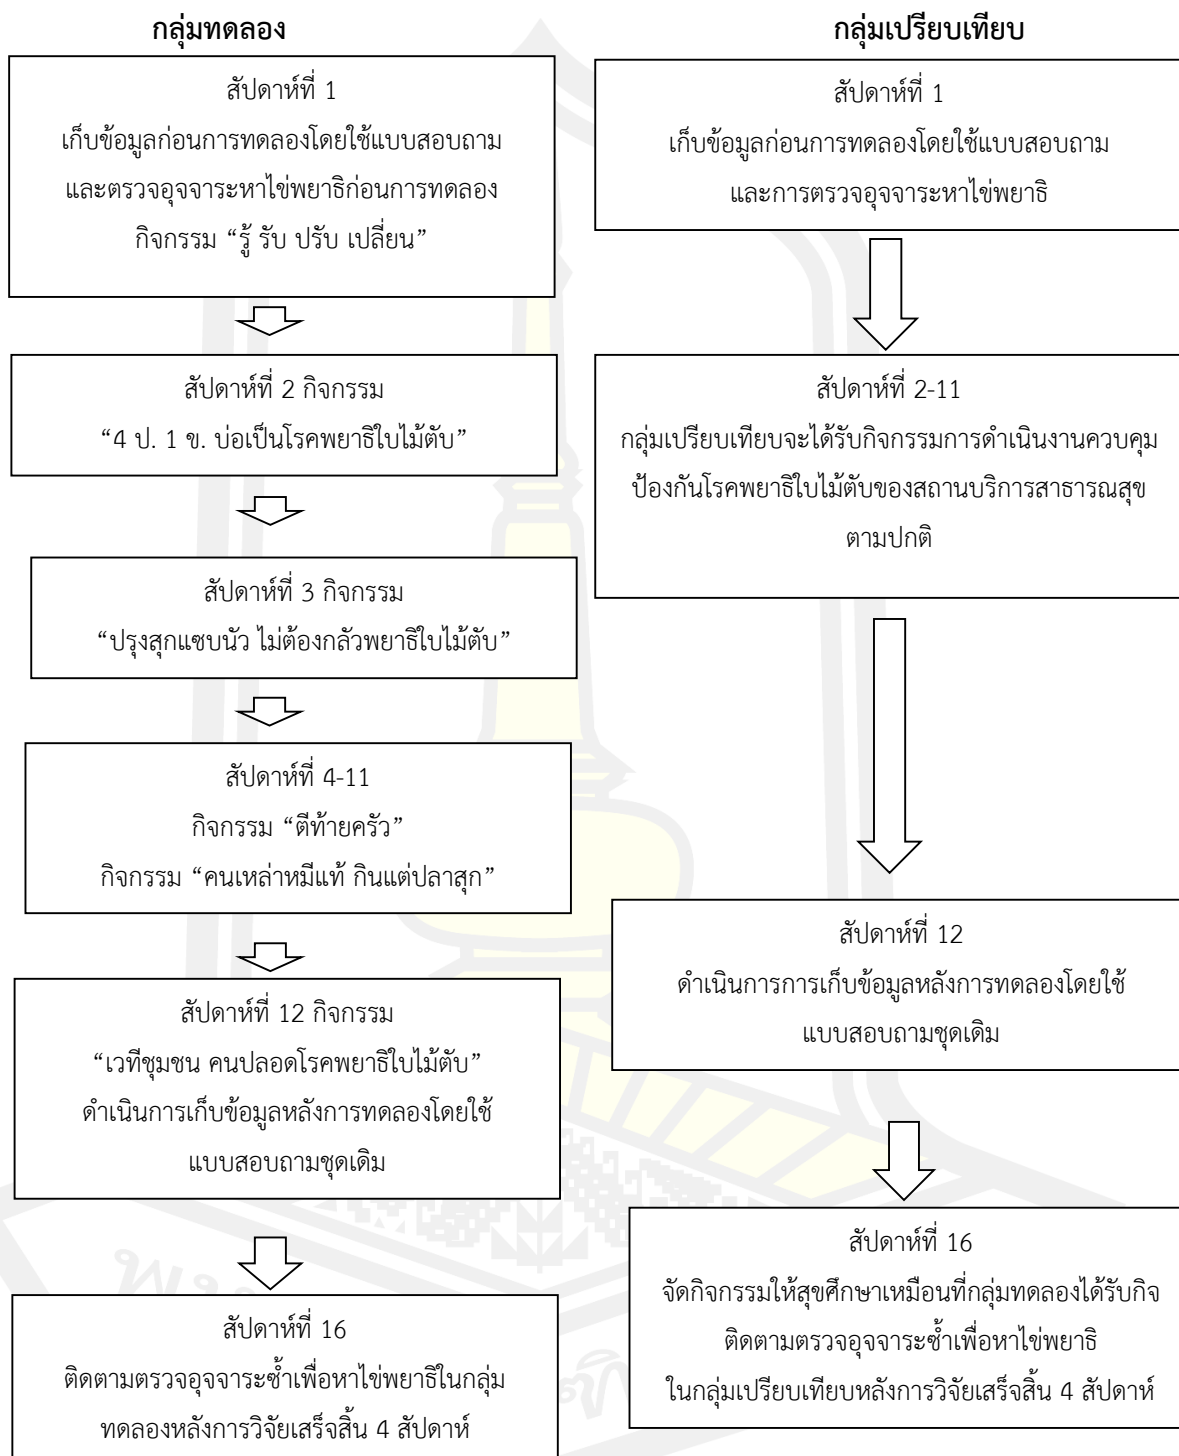 กลุ่มทดลอง
สัปดาห์ที่ 1
เก็บข้อมูลก่อนการทดลองโดยใช้แบบสอบถาม
และตรวจอุจจาระหาไข่พยาธิก่อนการทดลอง
กิจกรรม “รู้ รับ ปรับ เปลี่ยน”
สัปดาห์ที่ 2 กิจกรรม
“4 ป. 1 ข. บ่อเป็นโรคพยาธิใบไม้ตับ”
สัปดาห์ที่ 3 กิจกรรม
“ปรุงสุกแซบนัว ไม่ต้องกลัวพยาธิใบไม้ตับ”
สัปดาห์ที่ 4-11
กิจกรรม “ตีท้ายครัว”
กิจกรรม “คนเหล่าหมีแท้ กินแต่ปลาสุก”
สัปดาห์ที่ 12 กิจกรรม
“เวทีชุมชน คนปลอดโรคพยาธิใบไม้ตับ”
ดำเนินการเก็บข้อมูลหลังการทดลองโดยใช้
แบบสอบถามชุดเดิม
สัปดาห์ที่ 16
ติดตามตรวจอุจจาระซ้ำเพื่อหาไข่พยาธิในกลุ่ม
ทดลองหลังการวิจัยเสร็จสิ้น 4 สัปดาห์
กลุ่มเปรียบเทียบ
สัปดาห์ที่ 1
เก็บข้อมูลก่อนการทดลองโดยใช้แบบสอบถาม
และการตรวจอุจจาระหาไข่พยาธิ
สัปดาห์ที่ 2-11
กลุ่มเปรียบเทียบจะได้รับกิจกรรมการดำเนินงานควบคุม
ป้องกันโรคพยาธิใบไม้ตับของสถานบริการสาธารณสุข
ตามปกติ
สัปดาห์ที่ 12
ดำเนินการการเก็บข้อมูลหลังการทดลองโดยใช้
แบบสอบถามชุดเดิม
สัปดาห์ที่ 16
จัดกิจกรรมให้สุขศึกษาเหมือนที่กลุ่มทดลองได้รับกิจ
ติดตามตรวจอุจจาระซ้ำเพื่อหาไข่พยาธิ
ในกลุ่มเปรียบเทียบหลังการวิจัยเสร็จสิ้น 4 สัปดาห์